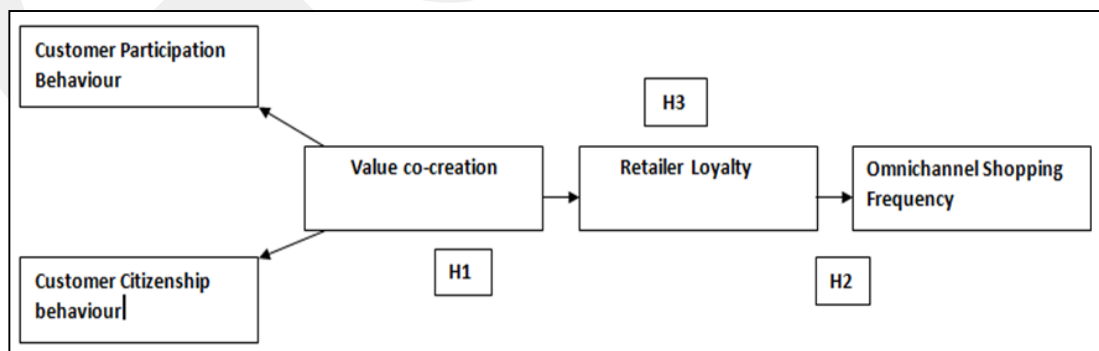 Customer Participation
Behaviour
H3
Value co-creation
Retailer Loyalty
Omnichannel Shopping
Frequency
Customer Citizenship
behaviour
H1
H2